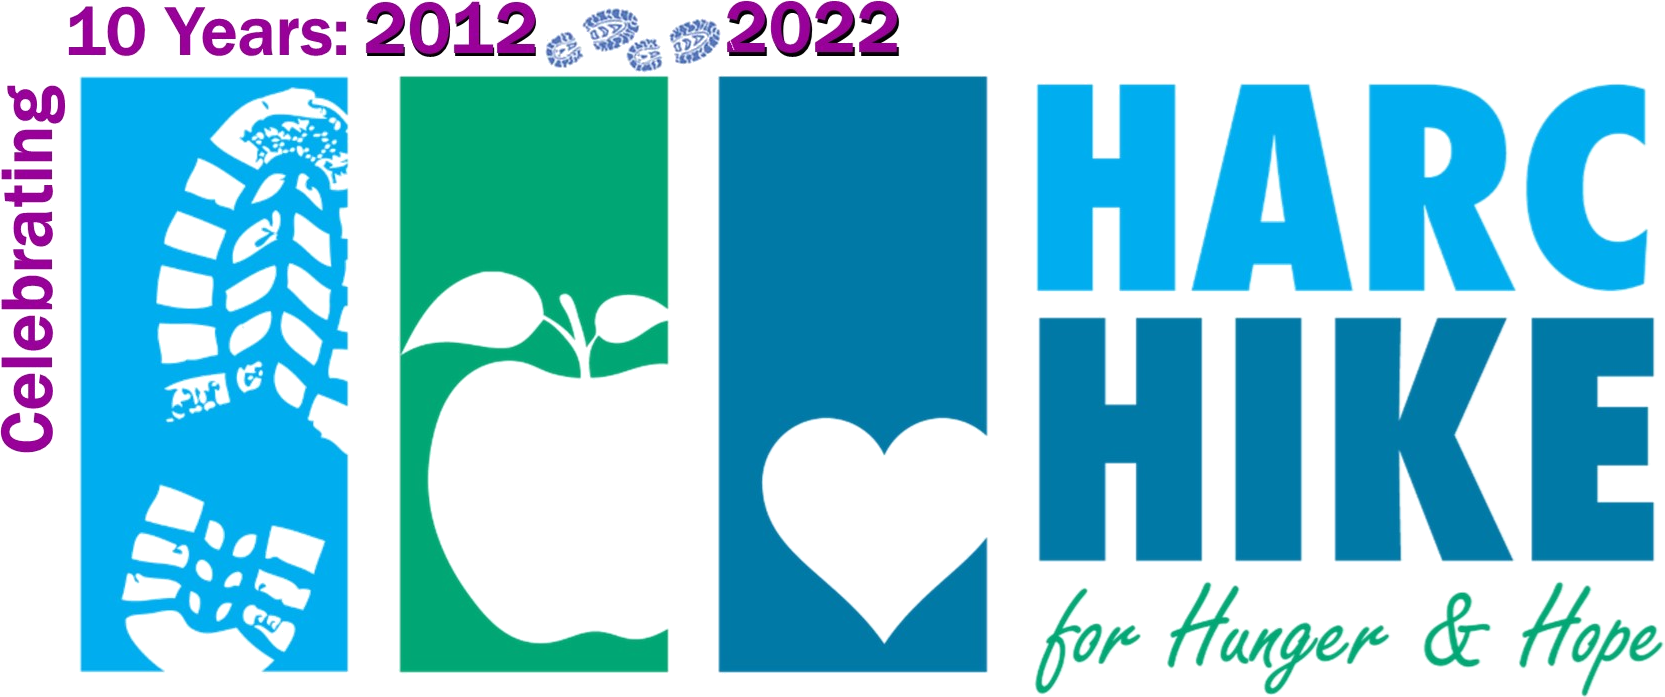 Celebrating
10 Years: 2012 2022
HARC
HIKE
for Hunger & Hope